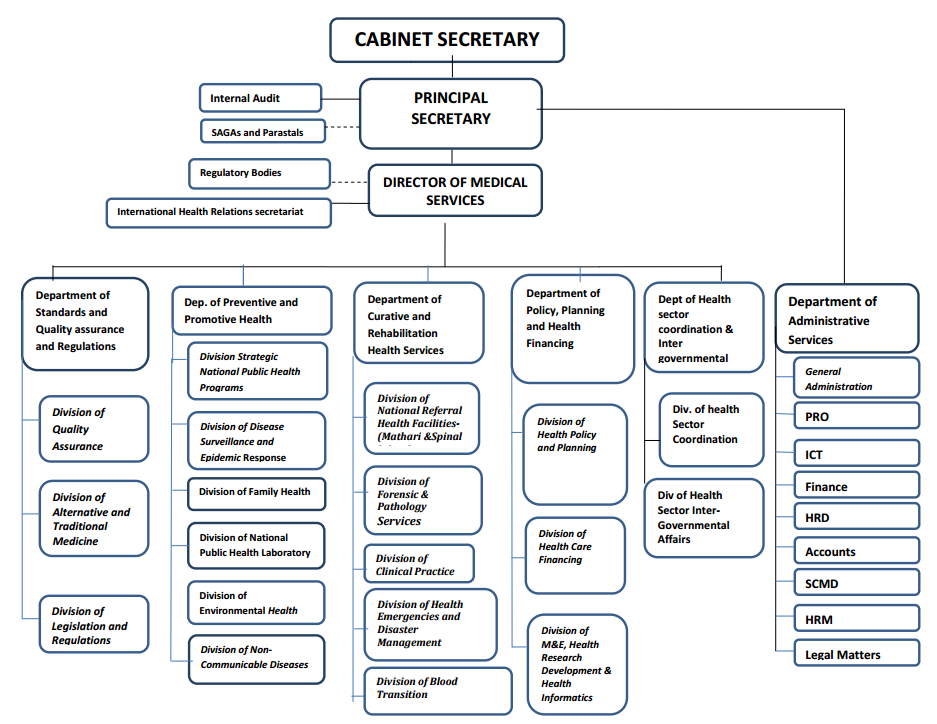 CABINET SECRETARY
PRINCIPAL
SECRETARY
Internal Audit
SAGAs and Parastals
Regulatory Bodies
DIRECTOR OF MEDICAL
SERVICES
International Health Relations secretariat
Department of
Standards and
Quality assurance
and Regulations
Division of
Quality
Assurance
Division of
Alternative and
Traditional
Medicine
Division of
Legislation and
Regulations
Dep. of Preventive and
Promotive Health
Division Strategic
National Public Health
Programs
Division of Disease
Surveillance and
Epidemic Response
Division of Family Health
Division of National
Public Health Laboratory
Division of
Environmental Health
Division of Non-
Communicable Diseases
Department of
Curative and
Rehabilitation
Health Services
Division of
National Referral
Health Facilities-
(Mathari &Spinal
Division of
Forensic &
Pathology
Services
Division of
Clinical Practice
Division of Health
Emergencies and
Disaster
Management
Division of Blood
Transition
Department of
Policy, Planning
and Health
Financing
Division of
Health Policy
and Planning
Division of
Health Care
Financing
Division of
M&E, Health
Research
Development &
Health
Informatics
Dept of Health
sector
coordination &
Inter
governmental
Div. of health
Sector
Coordination
Div of Health
Sector Inter-
Governmental
Affairs
Department of
Administrative
Services
General
Administration
PRO
ICT
Finance
HRD
Accounts
SCMD
HRM
Legal Matters